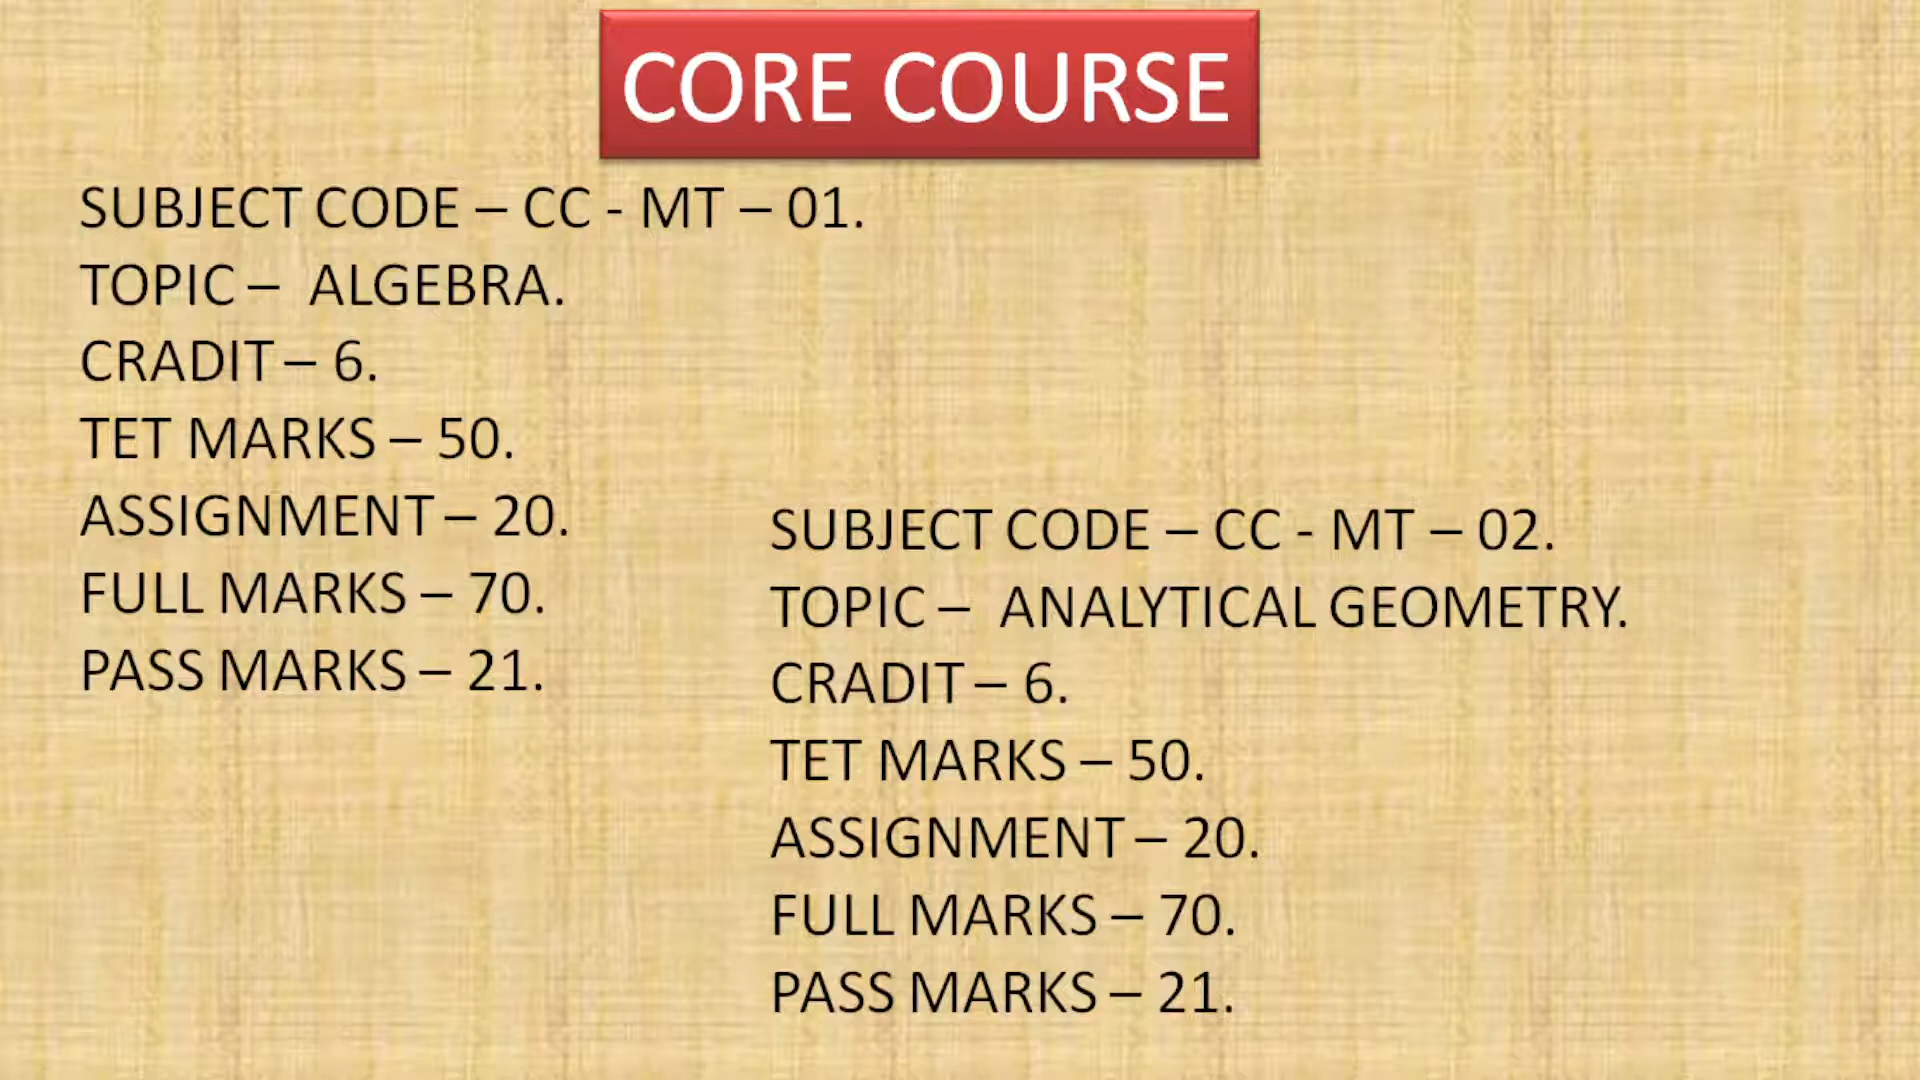 CORE COURSE
SUBJECT CODE – CC - MT – 01.
TOPIC – ALGEBRA.
CRADIT – 6.
TET MARKS – 50.
ASSIGNMENT – 20.
FULL MARKS – 70.
PASS MARKS – 21.
SUBJECT CODE – CC - MT – 02.
TOPIC – ANALYTICAL GEOMETRY.
CRADIT – 6.
TET MARKS – 50.
ASSIGNMENT – 20.
FULL MARKS – 70.
PASS MARKS – 21.